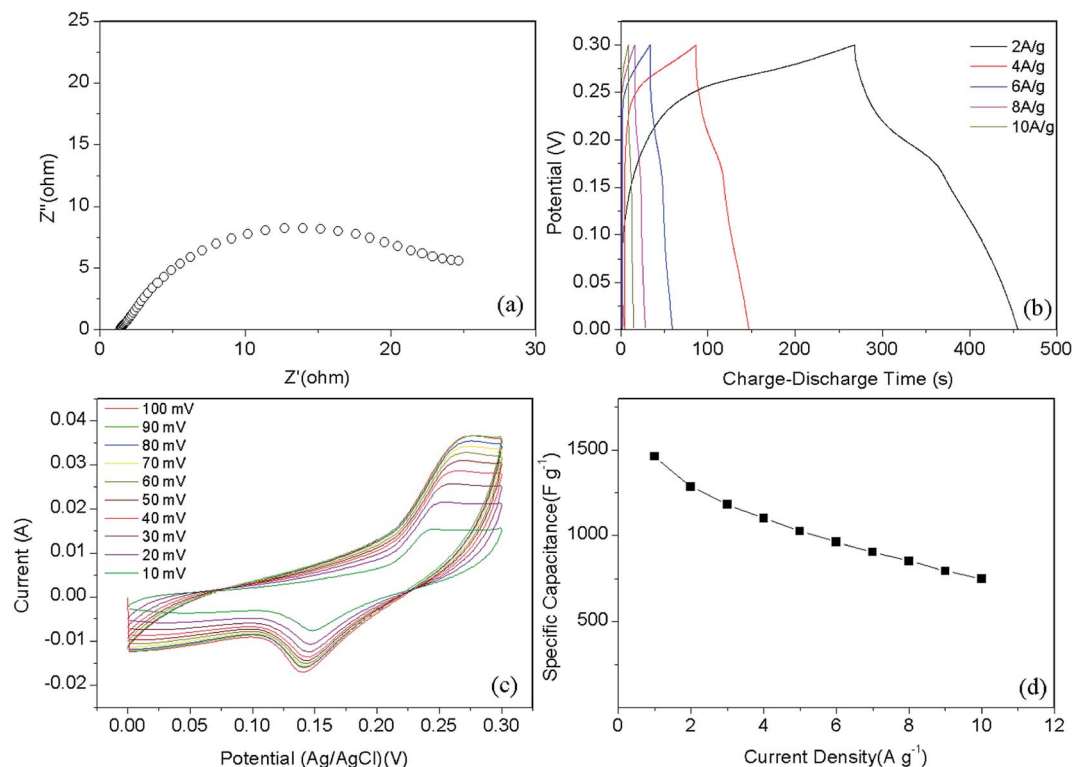 25
20
15
10
5
0
Z''(ohm)
0
10
20
30
Z'(ohm)
(a)
0.30
0.25
0.20
0.15
0.10
0.05
0.00
Potential (V)
2A/g
4A/g
6A/g
8A/g
10A/g
0
100
200
300
400
500
Charge-Discharge Time (s)
(b)
0.04
0.03
0.02
0.01
0.00
-0.01
-0.02
Current (A)
100 mV
90 mV
80 mV
70 mV
60 mV
50 mV
40 mV
30 mV
20 mV
10 mV
0.00
0.05
0.10
0.15
0.20
0.25
0.30
Potential (Ag/AgCl)(V)
(c)
1500
1000
500
Specific Capacitance(F g⁻¹)
0
2
4
6
8
10
12
Current Density(A g⁻¹)
(d)